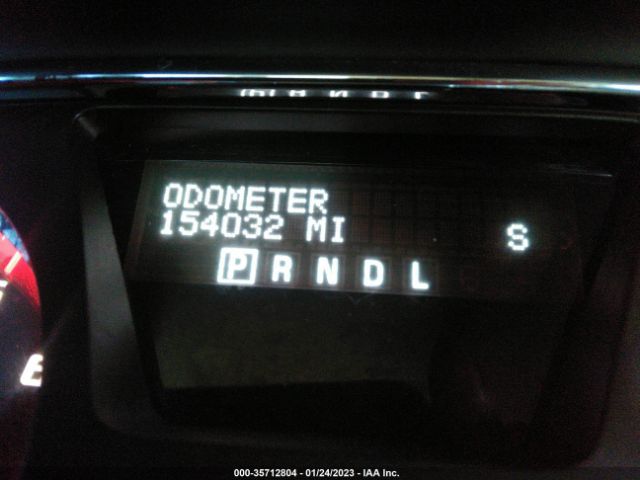 ODOMETER
154032 MI
S
P R N D L
E
000-35712804 - 01/24/2023 - IAA Inc.